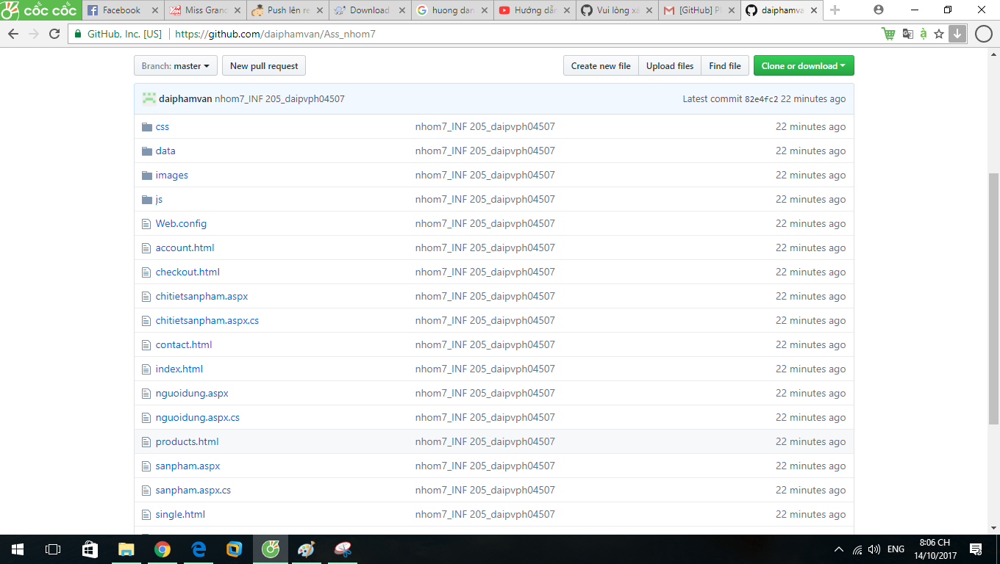 cốc cốc Facebook Miss Grand Push lên re Download huong dan Hướng dẫn Vui lòng xá [GitHub] Pl daiphamva
GitHub, Inc. [US] https://github.com/daiphamvan/Ass_nhom7
Branch: master New pull request Create new file Upload files Find file Clone or download
daiphamvan nhom7_INF 205_daipvph04507 Latest commit 82e4fc2 22 minutes ago
css nhom7_INF 205_daipvph04507 22 minutes ago
data nhom7_INF 205_daipvph04507 22 minutes ago
images nhom7_INF 205_daipvph04507 22 minutes ago
js nhom7_INF 205_daipvph04507 22 minutes ago
Web.config nhom7_INF 205_daipvph04507 22 minutes ago
account.html nhom7_INF 205_daipvph04507 22 minutes ago
checkout.html nhom7_INF 205_daipvph04507 22 minutes ago
chitietsanpham.aspx nhom7_INF 205_daipvph04507 22 minutes ago
chitietsanpham.aspx.cs nhom7_INF 205_daipvph04507 22 minutes ago
contact.html nhom7_INF 205_daipvph04507 22 minutes ago
index.html nhom7_INF 205_daipvph04507 22 minutes ago
nguoidung.aspx nhom7_INF 205_daipvph04507 22 minutes ago
nguoidung.aspx.cs nhom7_INF 205_daipvph04507 22 minutes ago
products.html nhom7_INF 205_daipvph04507 22 minutes ago
sanpham.aspx nhom7_INF 205_daipvph04507 22 minutes ago
sanpham.aspx.cs nhom7_INF 205_daipvph04507 22 minutes ago
single.html nhom7_INF 205_daipvph04507 22 minutes ago
ENG 8:06 CH
14/10/2017